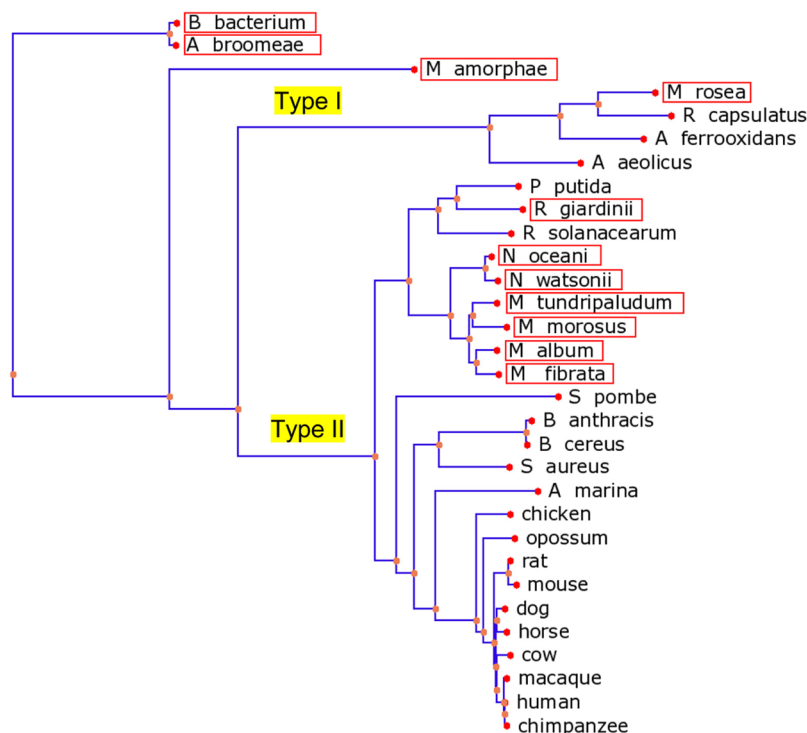 B bacterium
A broomeae
M amorphae
Type I
M rosea
R capsulatus
A ferrooxidans
A aeolicus
P putida
R giardinii
R solanacearum
N oceani
N watsonii
M tundripaludum
M morosus
M album
M fibrata
S pombe
Type II
B anthracis
B cereus
S aureus
A marina
chicken
opossum
rat
mouse
dog
horse
cow
macaque
human
chimpanzee